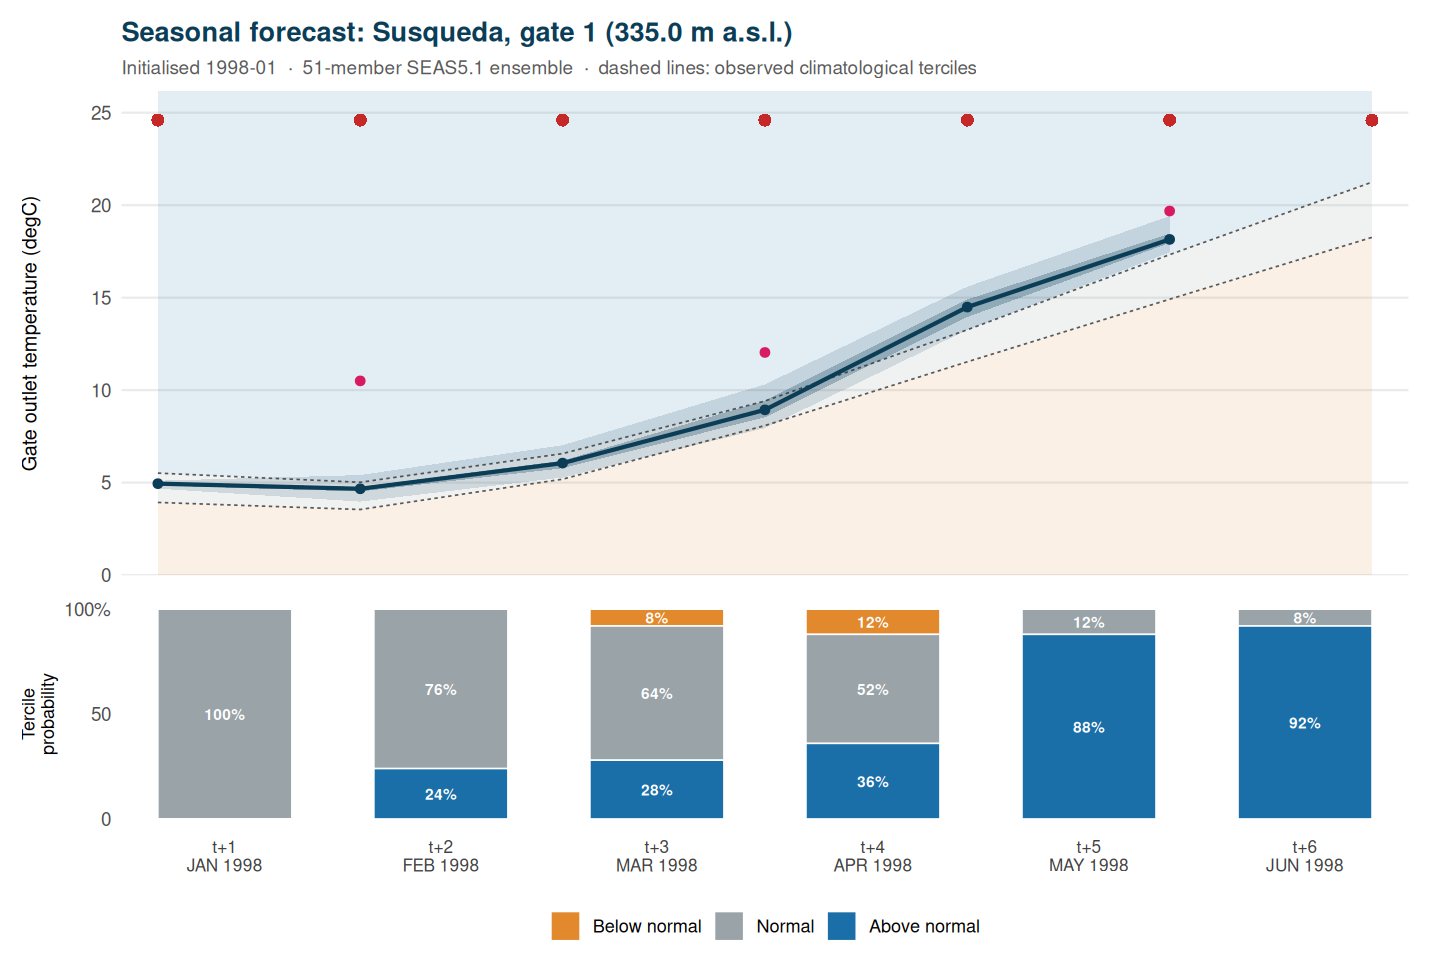 Seasonal forecast: Susqueda, gate 1 (335.0 m a.s.l.)
Initialised 1998-01 · 51-member SEAS5.1 ensemble · dashed lines: observed climatological terciles
Gate outlet temperature (degC)
25
20
15
10
5
0
Tercile
probability
100%
50
0
100%
76%
24%
8%
64%
28%
12%
52%
36%
12%
88%
8%
92%
t+1
JAN 1998
t+2
FEB 1998
t+3
MAR 1998
t+4
APR 1998
t+5
MAY 1998
t+6
JUN 1998
Below normal
Normal
Above normal